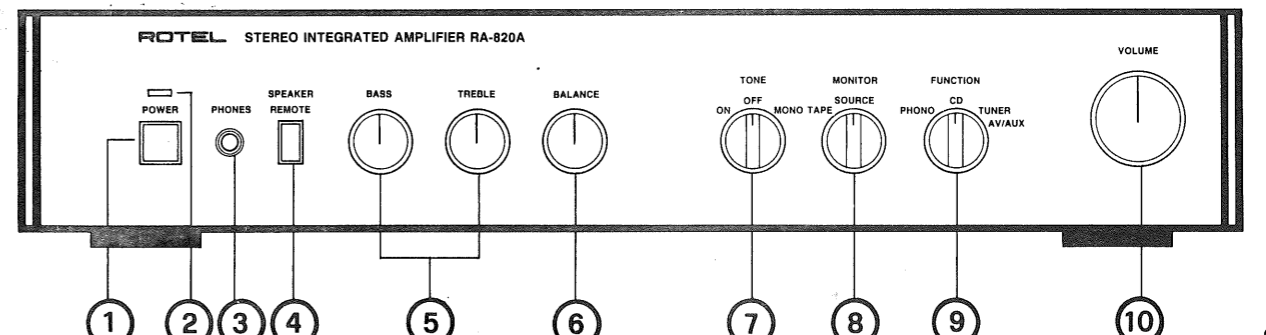 ROTEL STEREO INTEGRATED AMPLIFIER RA-820A
VOLUME
POWER
PHONES
SPEAKER
REMOTE
BASS
TREBLE
BALANCE
TONE
ON OFF MONO
MONITOR
TAPE SOURCE
FUNCTION
PHONO CD TUNER
AV/AUX
1 2 3 4 5 6 7 8 9 10